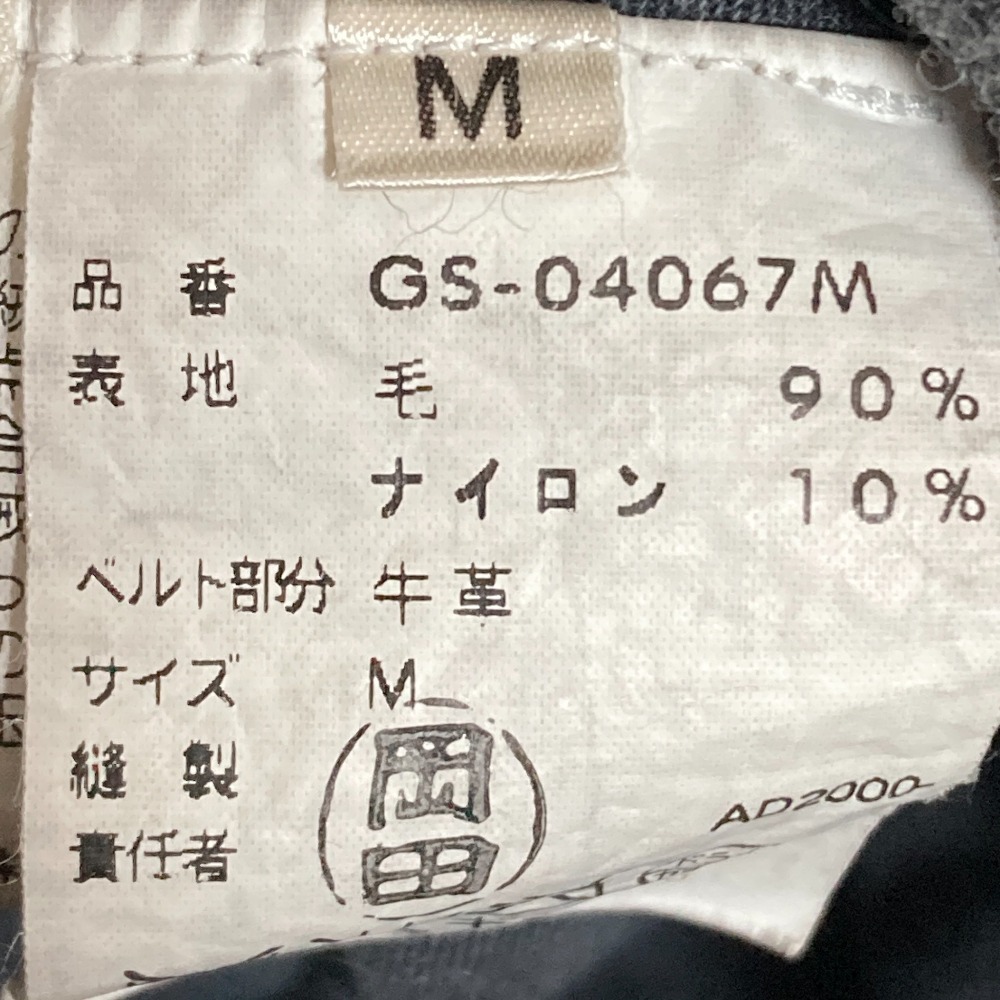 M
品番 GS-04067M
表地 毛 90%
ナイロン 10%
ベルト部分 牛革
サイズ M
縫製 岡田
責任者
AD2000